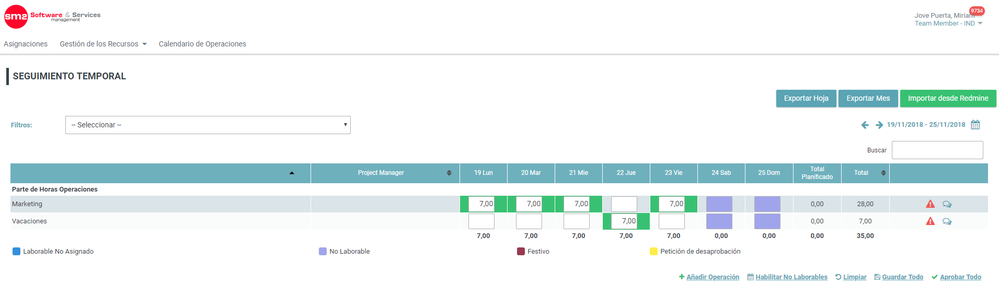 sm2 Software & Services
management
9734
Jove Puerta, Miriam
Team Member - IND
Asignaciones Gestión de los Recursos Calendario de Operaciones
SEGUIMIENTO TEMPORAL
Exportar Hoja Exportar Mes Importar desde Redmine
Filtros: -- Seleccionar -- 19/11/2018 - 25/11/2018
Buscar
Project Manager 19 Lun 20 Mar 21 Mie 22 Jue 23 Vie 24 Sab 25 Dom Total Planificado Total
Parte de Horas Operaciones
Marketing 7,00 7,00 7,00 7,00 0,00 28,00
Vacaciones 7,00 0,00 7,00
7,00 7,00 7,00 7,00 7,00 0,00 0,00 0,00 35,00
Laborable No Asignado No Laborable Festivo Petición de desaprobación
Añadir Operación Habilitar No Laborables Limpiar Guardar Todo Aprobar Todo